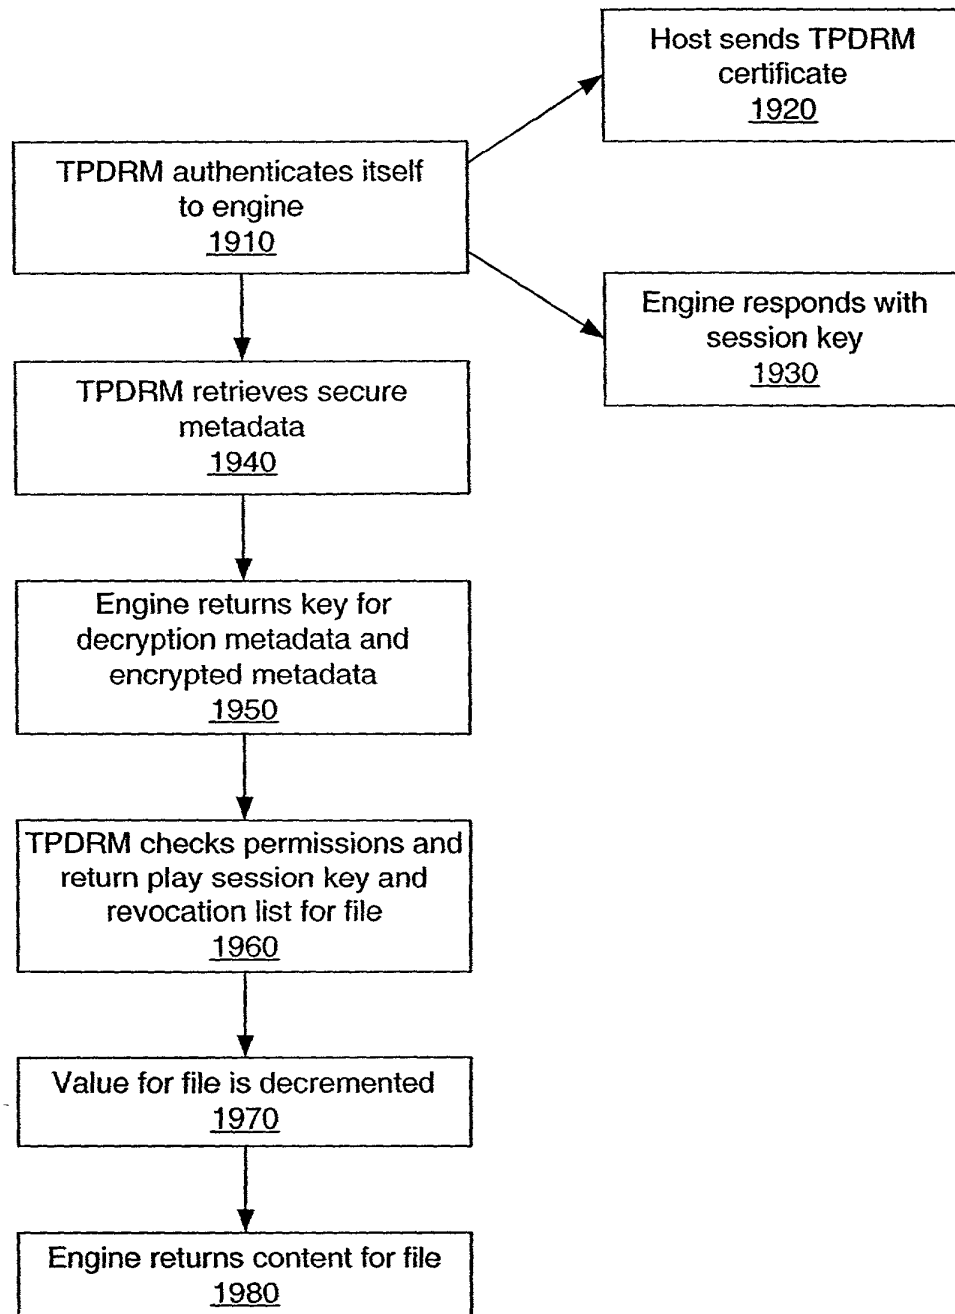 Host sends TPDRM
certificate
1920
TPDRM authenticates itself
to engine
1910
Engine responds with
session key
1930
TPDRM retrieves secure
metadata
1940
Engine returns key for
decryption metadata and
encrypted metadata
1950
TPDRM checks permissions and
return play session key and
revocation list for file
1960
Value for file is decremented
1970
Engine returns content for file
1980